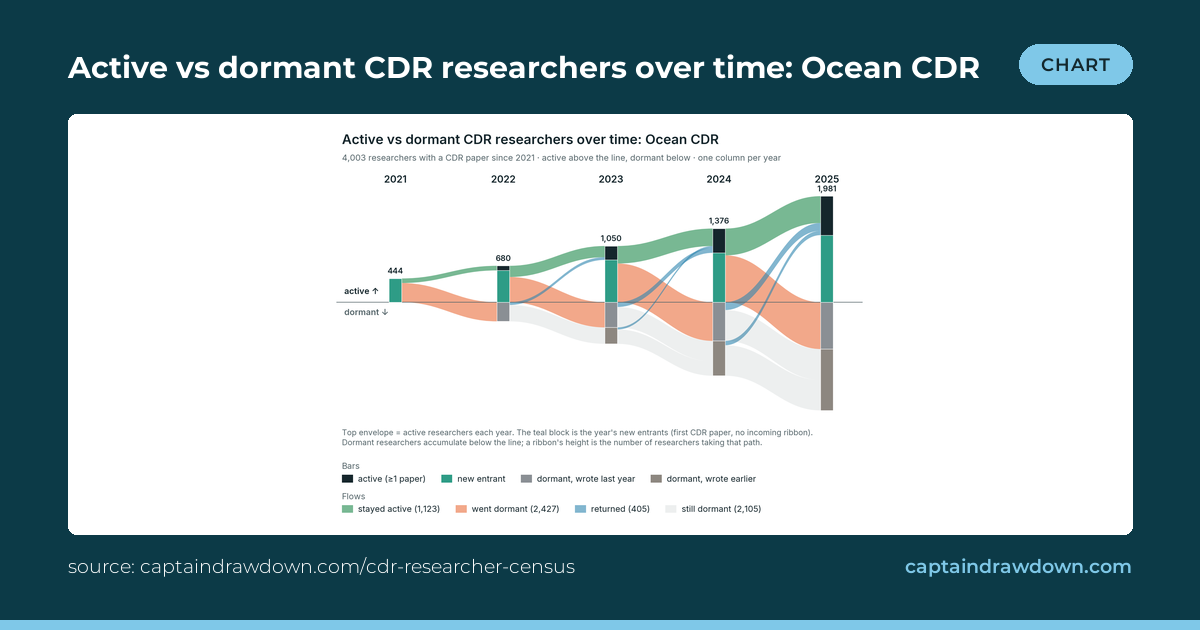 Active vs dormant CDR researchers over time: Ocean CDR
CHART
Active vs dormant CDR researchers over time: Ocean CDR
4,003 researchers with a CDR paper since 2021 · active above the line, dormant below · one column per year
2021 2022 2023 2024 2025
1,981
1,376
1,050
680
444
active ↑
dormant ↓
Top envelope = active researchers each year. The teal block is the year's new entrants (first CDR paper, no incoming ribbon).
Dormant researchers accumulate below the line; a ribbon's height is the number of researchers taking that path.
Bars
active (≥1 paper) new entrant dormant, wrote last year dormant, wrote earlier
Flows
stayed active (1,123) went dormant (2,427) returned (405) still dormant (2,105)
source: captaindrawdown.com/cdr-researcher-census
captaindrawdown.com